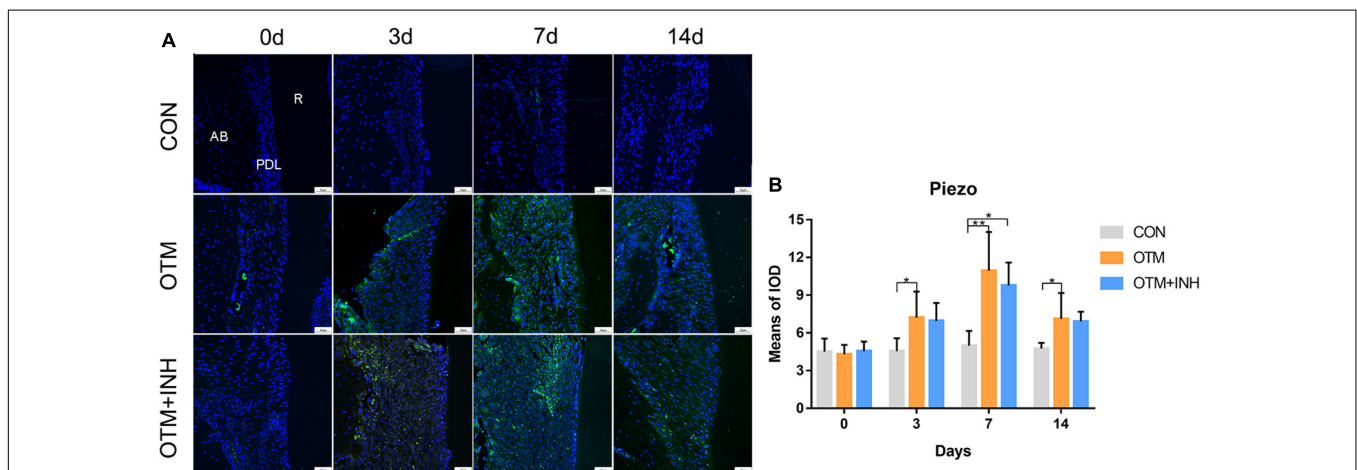 A
0d 3d 7d 14d
CON
R
AB
PDL
OTM
OTM+INH
B
Piezo
Means of IOD
15
12
9
6
3
0
*
**
*
*
0 3 7 14
Days
CON
OTM
OTM+INH